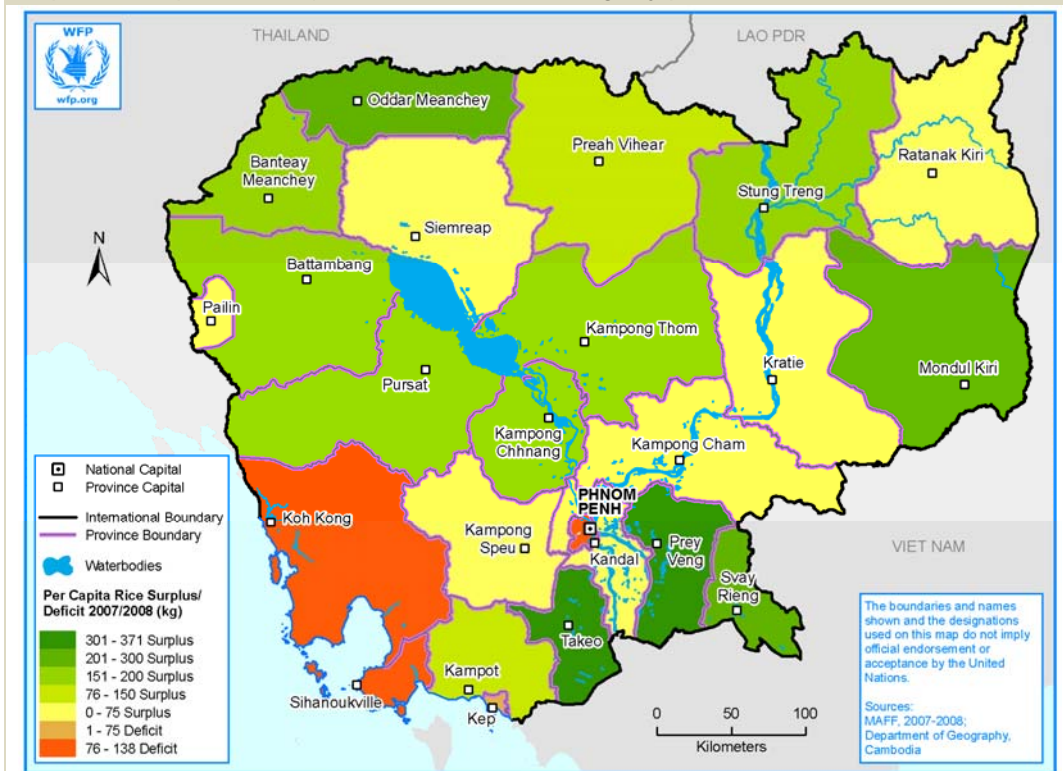 WFP
wfp.org
THAILAND
LAO PDR
Oddar Meanchey
Preah Vihear
Banteay
Meanchey
Ratanak Kiri
Stung Treng
Siemreap
N
Battambang
Pailin
Kampong Thom
Pursat
Kratie
Mondul Kiri
Kampong
Chhnang
Kampong Cham
National Capital
Province Capital
International Boundary
Province Boundary
Waterbodies
Per Capita Rice Surplus/
Deficit 2007/2008 (kg)
301 - 371 Surplus
201 - 300 Surplus
151 - 200 Surplus
76 - 150 Surplus
0 - 75 Surplus
1 - 75 Deficit
76 - 138 Deficit
PHNOM
PENH
Koh Kong
Kampong
Speu
Kandal
Prey
Veng
VIET NAM
Svay
Rieng
Takeo
Kampot
Sihanoukville
Kep
0 50 100
Kilometers
The boundaries and names
shown and the designations
used on this map do not imply
official endorsement or
acceptance by the United
Nations.
Sources:
MAFF, 2007-2008;
Department of Geography,
Cambodia